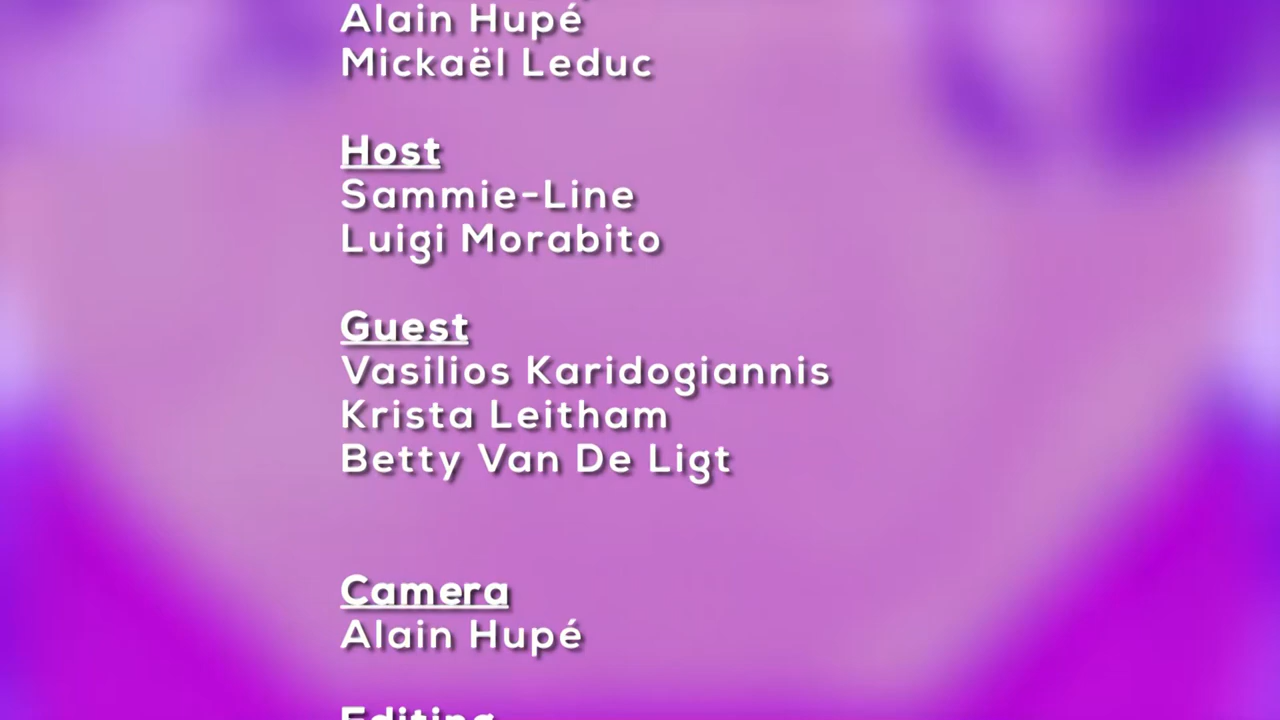 Alain Hupé
Mickaël Leduc
Host
Sammie-Line
Luigi Morabito
Guest
Vasilios Karidogiannis
Krista Leitham
Betty Van De Ligt
Camera
Alain Hupé
Editing